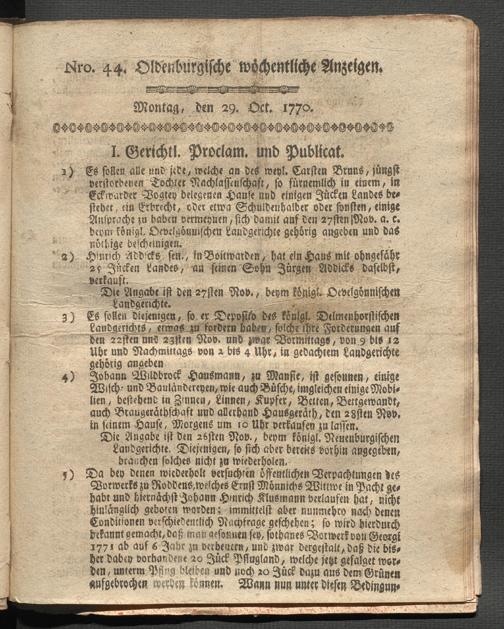 Nro. 44. Oldenburgische wöchentliche Anzeigen.
Montag, den 29. Oct. 1770.
I. Gerichtl. Proclam. und Publicat.
1) Es sollen alle und jede, welche an des weyl. Carsten Bruns, jüngst
verstorbenen Tochter Nachlassenschaft, so fürnemlich in einem, in
Eckwarder Vogtey belegenen Hause und einigen Jücken Landes be-
stehet, ein Erbrecht, oder etwa Schuldenhalber oder sonsten, einige
Ansprache zu haben vermeynen, sich damit auf den 27sten Nov. a. c.
beym königl. Oevelgönnischen Landgerichte gehörig angeben und das
nöthige bescheinigen.
2) Hinrich Addicks, sen., in Boitwarden, hat ein Haus mit ohngefähr
25 Jücken Landes, an seinen Sohn Jürgen Addicks daselbst,
verkauft.
Die Angabe ist den 27sten Nov., beym königl. Oevelgönnischen
Landgerichte.
3) Es sollen diejenigen, so er Deposito des königl. Delmenhorstischen
Landgerichts, etwas zu fordern haben, solche ihre Forderungen auf
den 22sten und 23sten Nov. und zwar Vormittags, von 9 bis 12
Uhr und Nachmittags von 2 bis 4 Uhr, in gedachtem Landgerichte
gehörig angeben
4) Johann Wildbrock Hausmann, zu Mansie, ist gesonnen, einige
Wisch- und Bauländereyen, wie auch Büsche, imgleichen einige Mobi-
lien, bestehend in Zinnen, Linnen, Kupfer, Betten, Bettgewandt,
auch Braugeräthschaft und allerhand Hausgeräth, den 28sten Nov.
in seinem Hause, Morgens um 10 Uhr verkaufen zu lassen.
Die Angabe ist den 26sten Nov., beym königl. Neuenburgischen
Landgerichte. Diejenigen, so sich aber bereits vorhin angegeben,
brauchen solches nicht zu wiederholen.
5) Da bey denen wiederholt versuchten öffentlichen Verpachtungen des
Vorwerks zu Roddens, welches Ernst Münnichs Wittwe in Pacht ge-
habt und hiernächst Johann Hinrich Klusmann verlaufen hat, nicht
hinlänglich geboten worden; immittelst aber nunmehro nach denen
Conditionen verschiedentlich Nachfrage geschehen; so wird hierdurch
bekannt gemacht, daß man gesonnen sey, sothanes Vorwerk von Georgi
1771 ab auf 6 Jahr zu verheuren, und zwar dergestalt, daß die bis-
her dabey vorhandene 20 Jück Pflugland, welche jetzt gefalget wor-
den, unterm Pflug bleiben und noch 20 Jück dazu aus dem Grünen
aufgebrochen werden können. Wann nun unter diesen Bedingun-